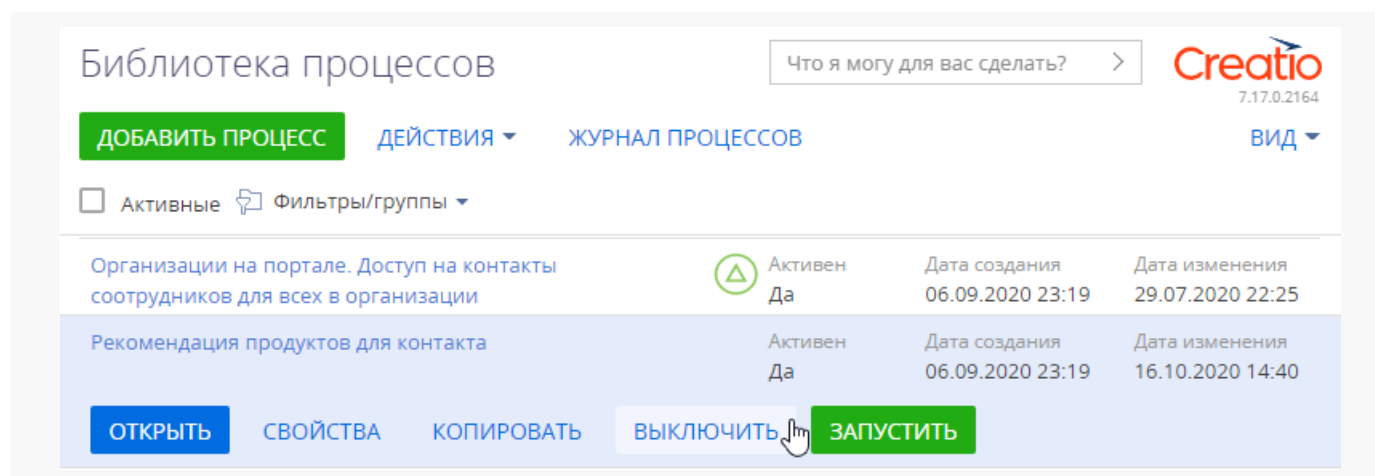 Библиотека процессов
Что я могу для вас сделать?
Creatio
7.17.0.2164
ДОБАВИТЬ ПРОЦЕСС ДЕЙСТВИЯ ЖУРНАЛ ПРОЦЕССОВ ВИД
Активные Фильтры/группы
Организации на портале. Доступ на контакты Активен Дата создания Дата изменения
соотрудников для всех в организации Да 06.09.2020 23:19 29.07.2020 22:25
Рекомендация продуктов для контакта Активен Дата создания Дата изменения
Да 06.09.2020 23:19 16.10.2020 14:40
ОТКРЫТЬ СВОЙСТВА КОПИРОВАТЬ ВЫКЛЮЧИТЬ ЗАПУСТИТЬ